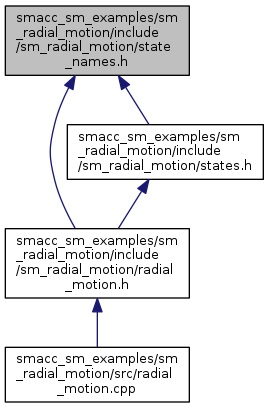 smacc_sm_examples/sm
_radial_motion/include
/sm_radial_motion/state
_names.h
smacc_sm_examples/sm
_radial_motion/include
/sm_radial_motion/states.h
smacc_sm_examples/sm
_radial_motion/include
/sm_radial_motion/radial
_motion.h
smacc_sm_examples/sm
_radial_motion/src/radial
_motion.cpp